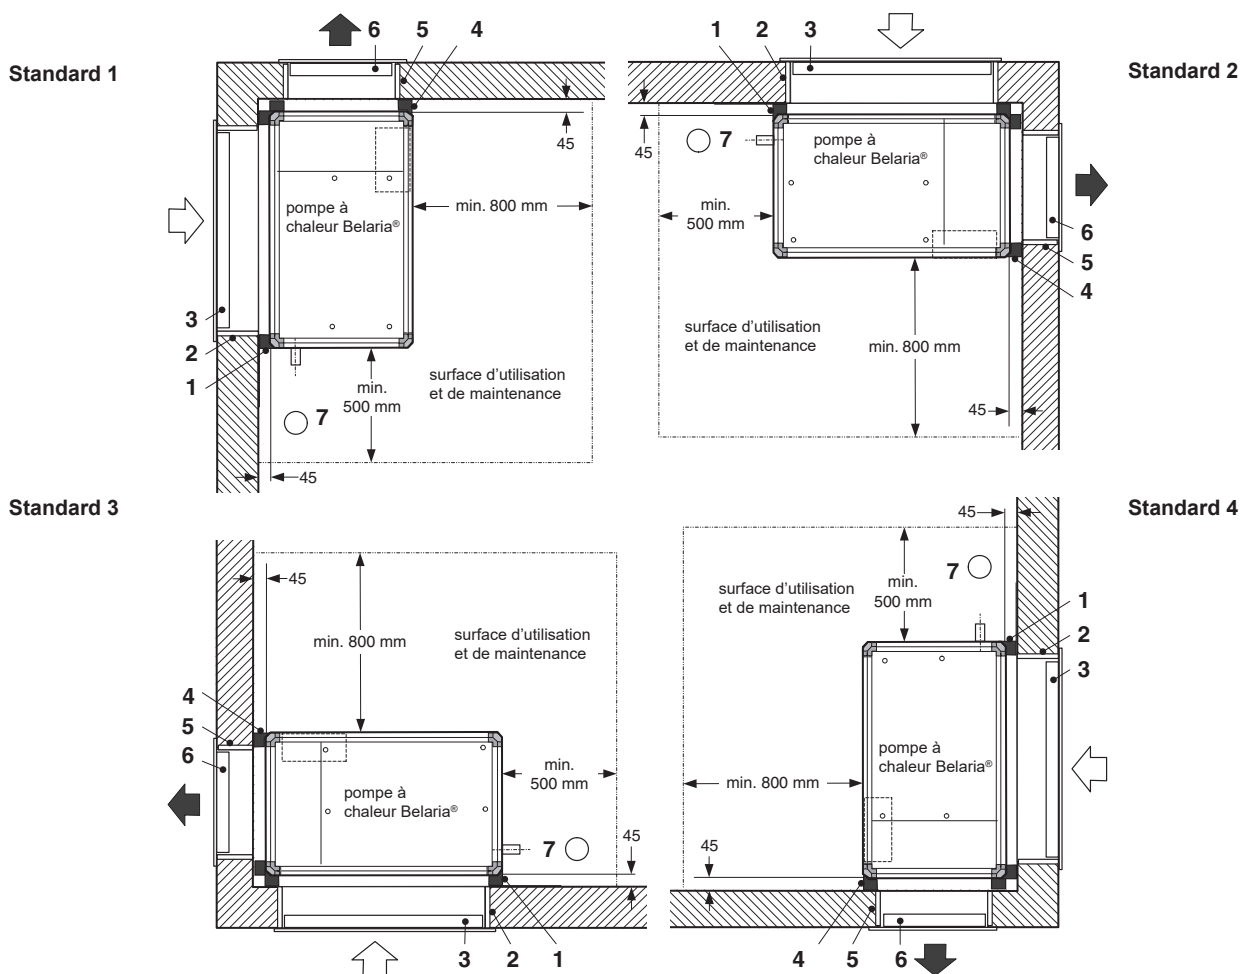 Standard 1
6 5 4
45
pompe à
chaleur Belaria®
min. 800 mm
3
2
1
min.
500 mm
surface d'utilisation
et de maintenance
7
45
Standard 2
1 2 3
45
7
pompe à
chaleur Belaria®
min.
500 mm
6
5
4
surface d'utilisation
et de maintenance
min. 800 mm
45
Standard 3
45
min. 800 mm
surface d'utilisation
et de maintenance
4
5
6
pompe à
chaleur Belaria®
min.
500 mm
7
45
3 2 1
Standard 4
45
7
min.
500 mm
surface d'utilisation
et de maintenance
1
2
3
pompe à
chaleur Belaria®
min. 800 mm
45
4 5 6